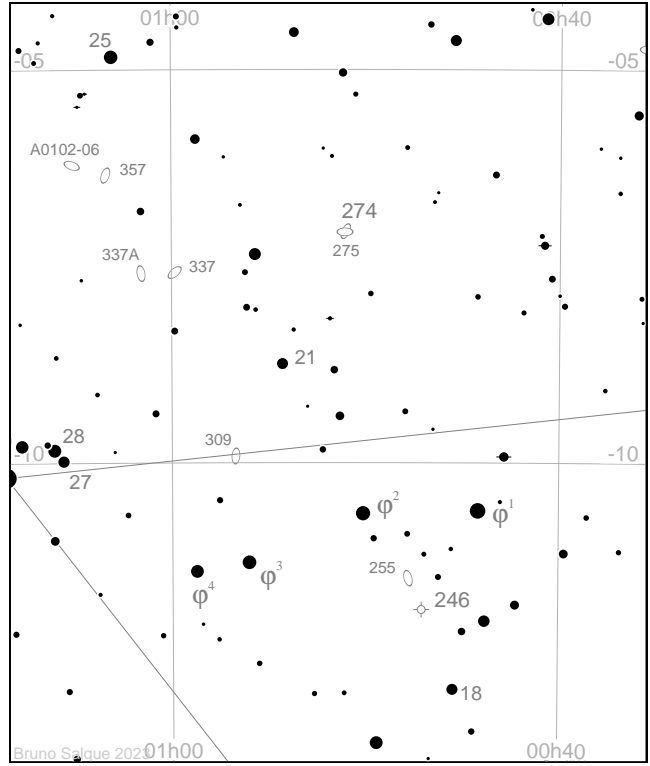 01h00 00h40
25
-05 -05
A0102-06
357
274
275
337A
337
21
309
28
-10 -10
27
φ² φ¹
φ³
255
φ⁴
246
18
Bruno Salque 2023 01h00 00h40